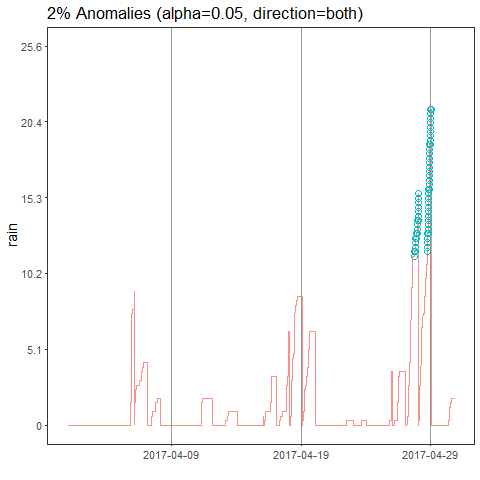 2% Anomalies (alpha=0.05, direction=both)
25.6
20.4
15.3
10.2
5.1
0
rain
2017-04-09 2017-04-19 2017-04-29